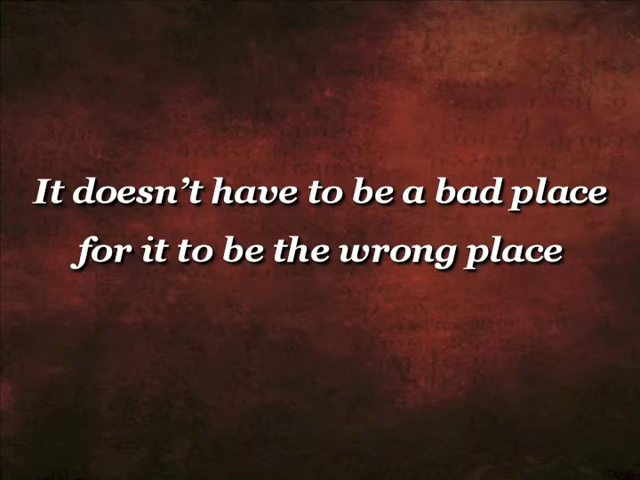 It doesn’t have to be a bad place
for it to be the wrong place